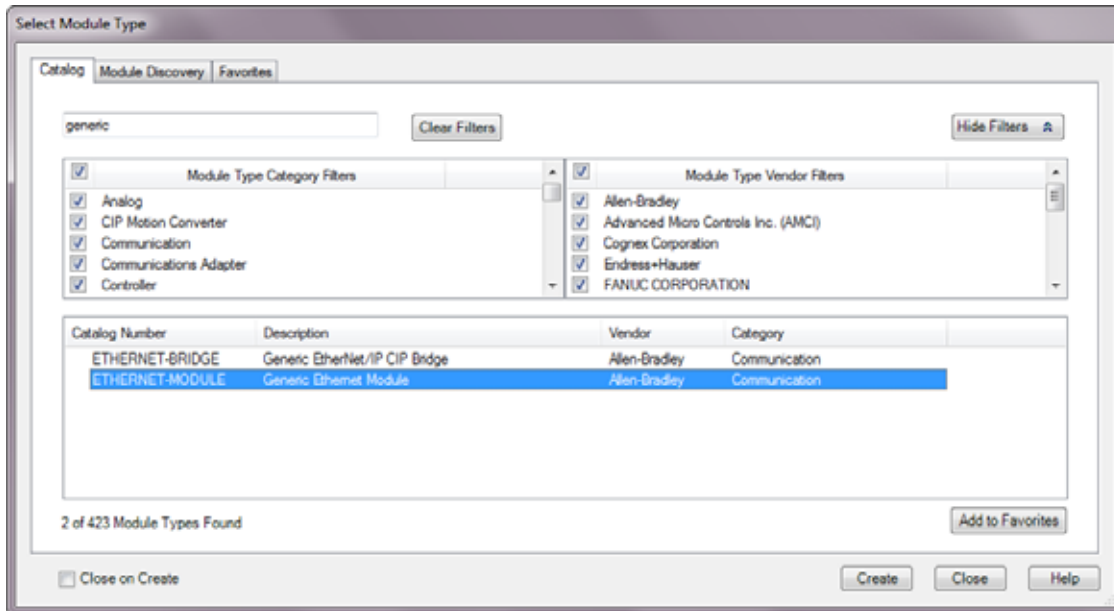 Select Module Type
Catalog Module Discovery Favorites
generic Clear Filters Hide Filters
Module Type Category Filters Module Type Vendor Filters
Analog Allen-Bradley
CIP Motion Converter Advanced Micro Controls Inc. (AMCI)
Communication Cognex Corporation
Communications Adapter Endress+Hauser
Controller FANUC CORPORATION
Catalog Number Description Vendor Category
ETHERNET-BRIDGE Generic EtherNet/IP CIP Bridge Allen-Bradley Communication
ETHERNET-MODULE Generic Ethernet Module Allen-Bradley Communication
2 of 423 Module Types Found Add to Favorites
Close on Create Create Close Help